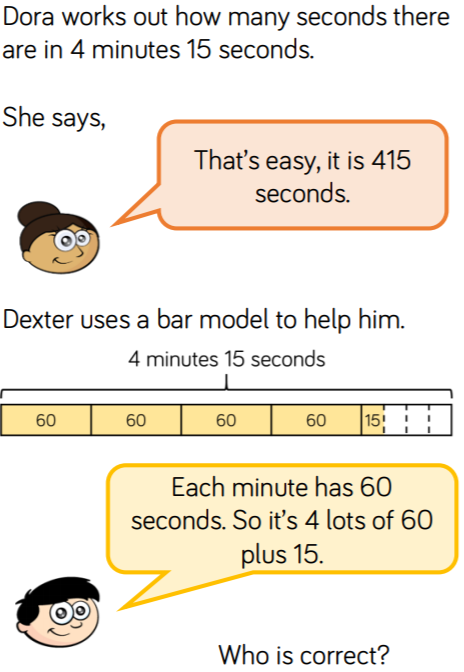 Dora works out how many seconds there
are in 4 minutes 15 seconds.
She says,
That's easy, it is 415
seconds.
Dexter uses a bar model to help him.
4 minutes 15 seconds
60 60 60 60 15
Each minute has 60
seconds. So it's 4 lots of 60
plus 15.
Who is correct?